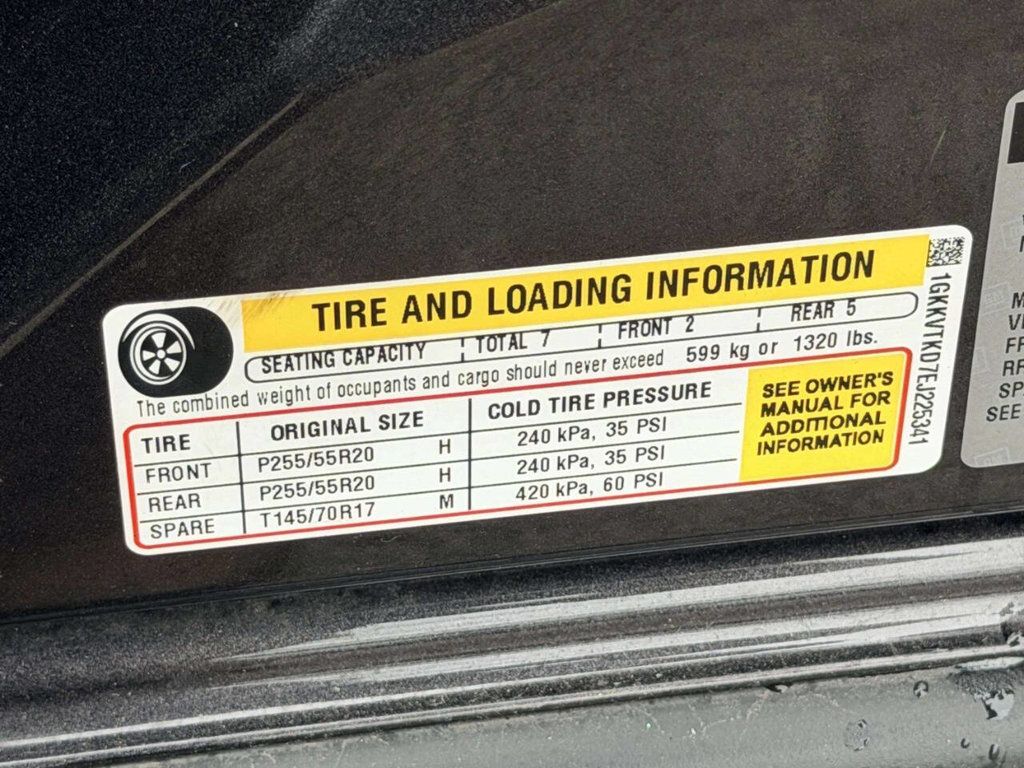 TIRE AND LOADING INFORMATION
SEATING CAPACITY TOTAL 7 FRONT 2 REAR 5
The combined weight of occupants and cargo should never exceed 599 kg or 1320 lbs.
TIRE ORIGINAL SIZE COLD TIRE PRESSURE
FRONT P255/55R20 H 240 kPa, 35 PSI
REAR P255/55R20 H 240 kPa, 35 PSI
SPARE T145/70R17 M 420 kPa, 60 PSI
SEE OWNER'S
MANUAL FOR
ADDITIONAL
INFORMATION
1GKKVTKD7EJ225341
SEE